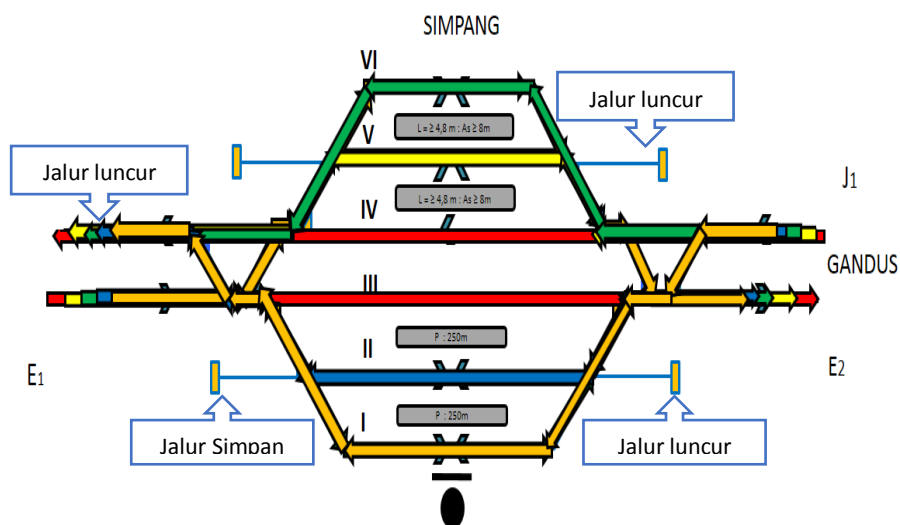 SIMPANG
VI
Jalur luncur
L = ≥ 4,8 m : As ≥ 8m
V
Jalur luncur
J1
L = ≥ 4,8 m : As ≥ 8m
IV
GANDUS
III
P : 250m
II
E1
E2
P : 250m
I
Jalur Simpan
Jalur luncur